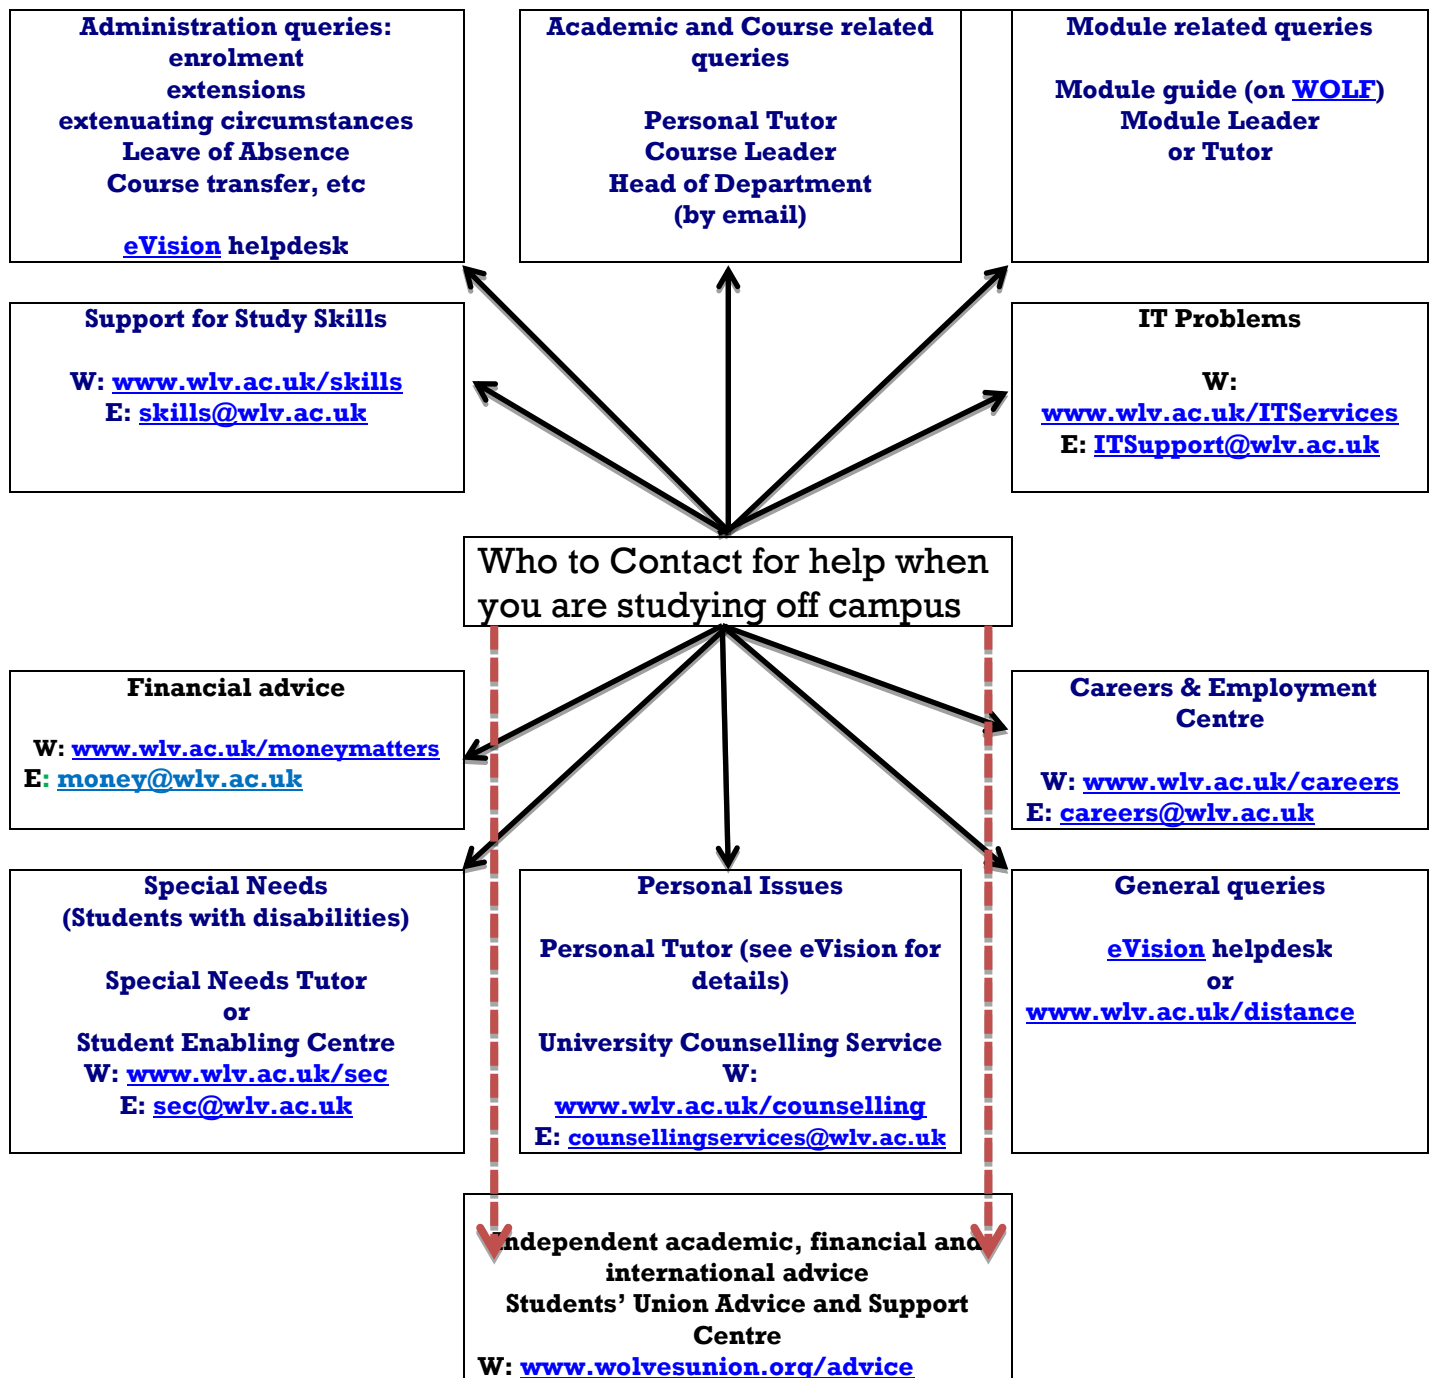 Administration queries:
enrolment
extensions
extenuating circumstances
Leave of Absence
Course transfer, etc
eVision helpdesk
Academic and Course related
queries
Personal Tutor
Course Leader
Head of Department
(by email)
Module related queries
Module guide (on WOLF)
Module Leader
or Tutor
Support for Study Skills
W: www.wlv.ac.uk/skills
E: skills@wlv.ac.uk
IT Problems
W:
www.wlv.ac.uk/ITServices
E: ITSupport@wlv.ac.uk
Who to Contact for help when
you are studying off campus
Financial advice
W: www.wlv.ac.uk/moneymatters
E: money@wlv.ac.uk
Careers & Employment
Centre
W: www.wlv.ac.uk/careers
E: careers@wlv.ac.uk
Special Needs
(Students with disabilities)
Special Needs Tutor
or
Student Enabling Centre
W: www.wlv.ac.uk/sec
E: sec@wlv.ac.uk
Personal Issues
Personal Tutor (see eVision for
details)
University Counselling Service
W:
www.wlv.ac.uk/counselling
E: counsellingservices@wlv.ac.uk
General queries
eVision helpdesk
or
www.wlv.ac.uk/distance
Independent academic, financial and
international advice
Students’ Union Advice and Support
Centre
W: www.wolvesunion.org/advice